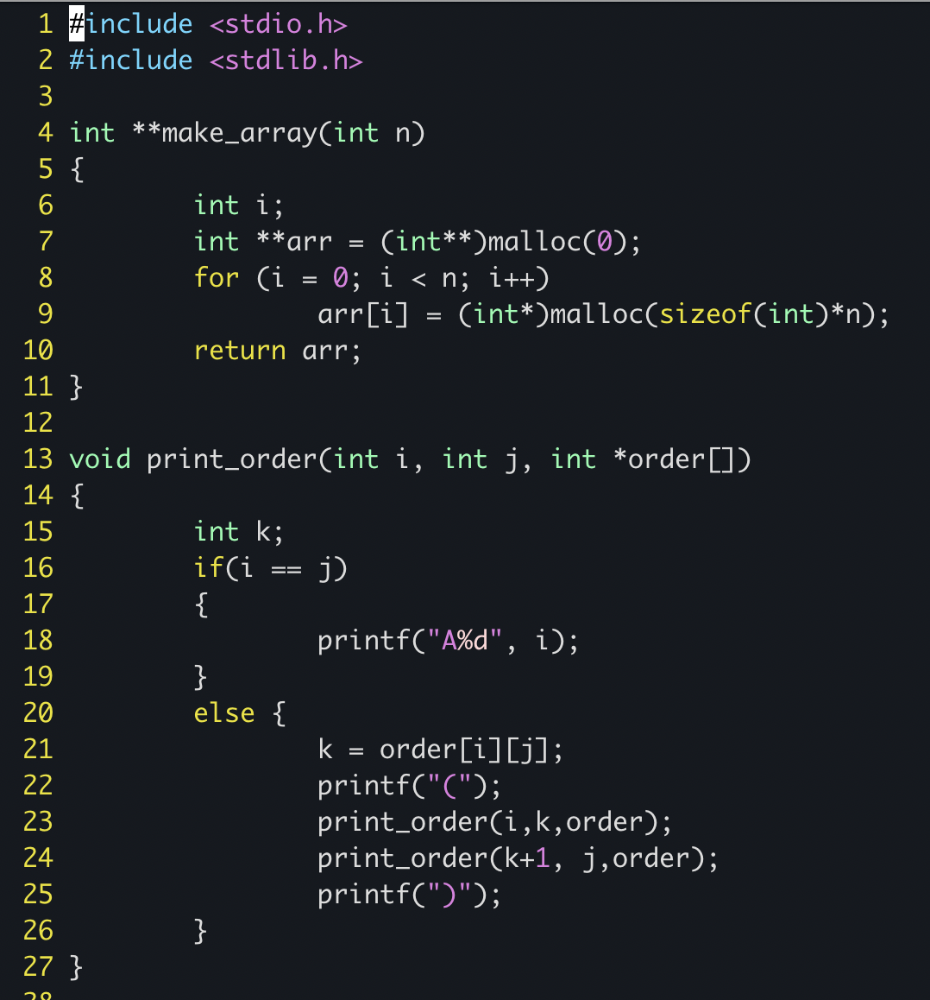 1 #include <stdio.h>
2 #include <stdlib.h>
3
4 int **make_array(int n)
5 {
6         int i;
7         int **arr = (int**)malloc(0);
8         for (i = 0; i < n; i++)
9                 arr[i] = (int*)malloc(sizeof(int)*n);
10         return arr;
11 }
12
13 void print_order(int i, int j, int *order[])
14 {
15         int k;
16         if(i == j)
17         {
18                 printf("A%d", i);
19         }
20         else {
21                 k = order[i][j];
22                 printf("(");
23                 print_order(i,k,order);
24                 print_order(k+1, j,order);
25                 printf(")");
26         }
27 }
28